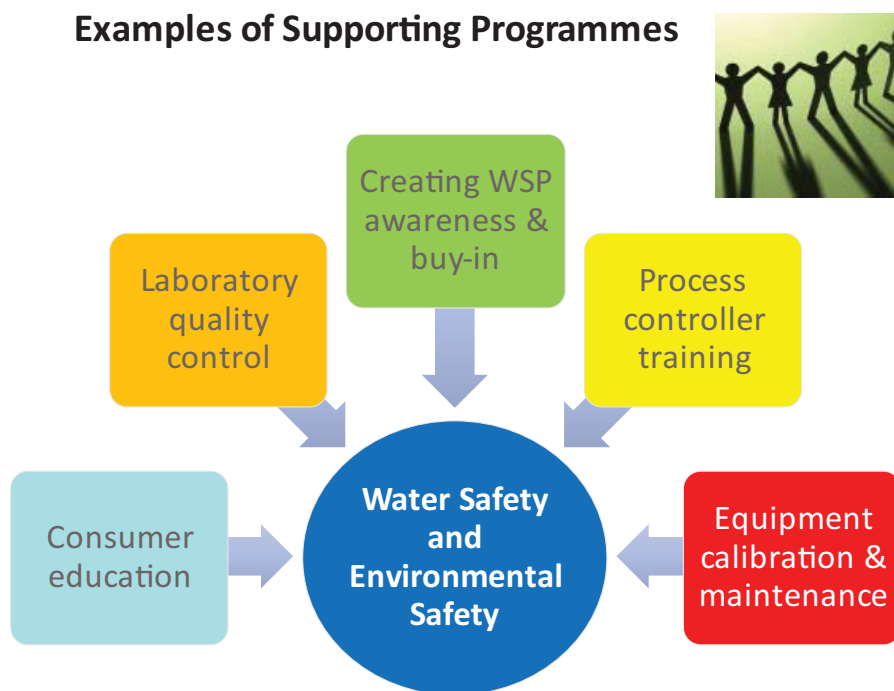 Examples of Supporting Programmes
Creating WSP
awareness &
buy-in
Laboratory
quality
control
Process
controller
training
Consumer
education
Water Safety
and
Environmental
Safety
Equipment
calibration &
maintenance